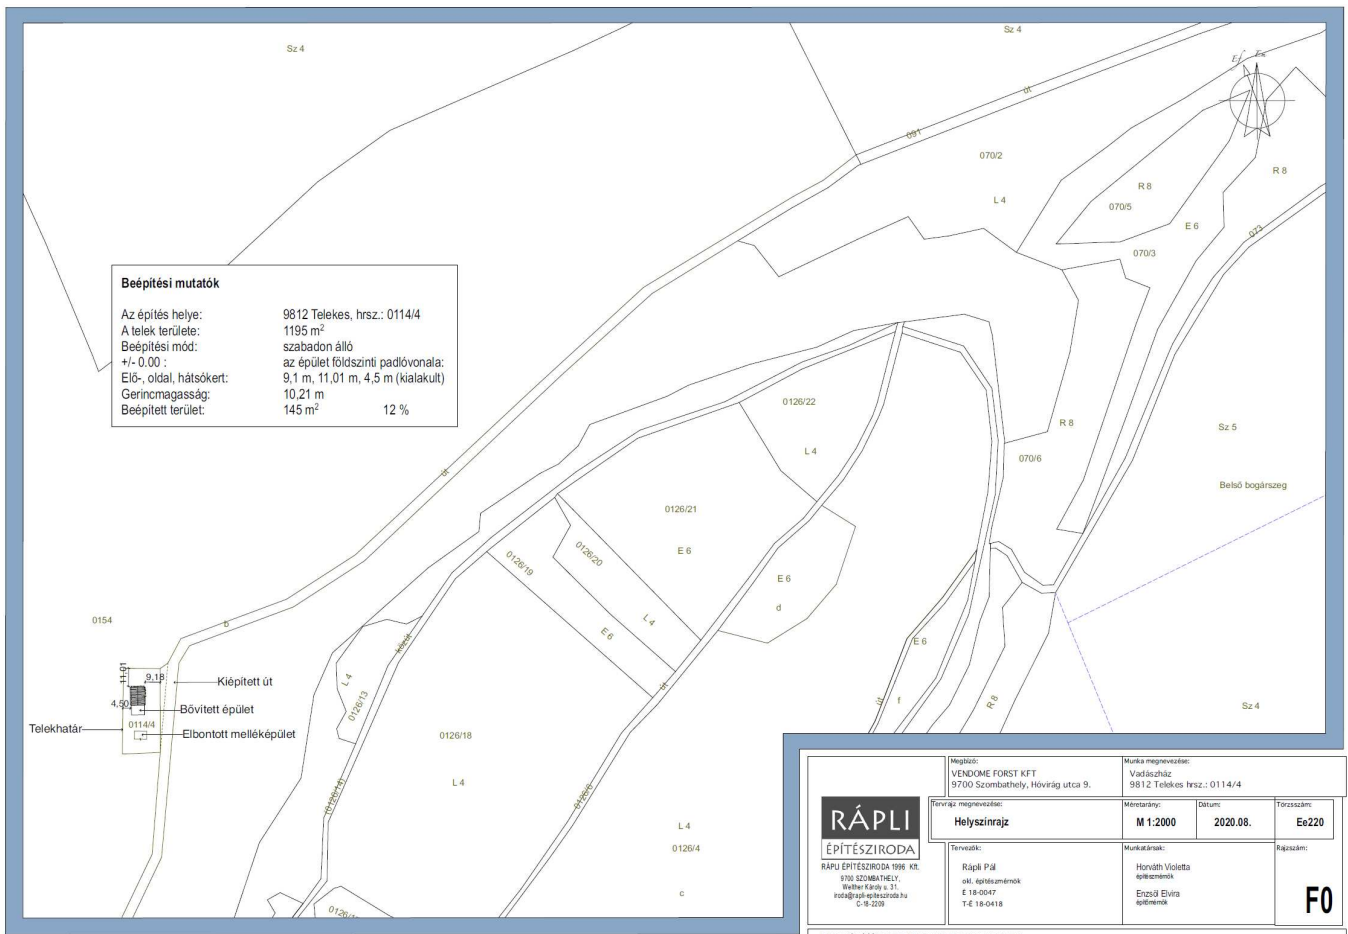 Sz 4
Sz 4
Ef Em
út
091
070/2
R 8
R 8
L 4
070/5
E 6
073
070/3
Beépítési mutatók
Az építés helye: 9812 Telekes, hrsz.: 0114/4
A telek területe: 1195 m²
Beépítési mód: szabadon álló
+/- 0.00 : az épület földszinti padlóvonala:
Elő-, oldal, hátsókert: 9,1 m, 11,01 m, 4,5 m (kialakult)
Gerincmagasság: 10,21 m
Beépített terület: 145 m² 12 %
0126/22
L 4
R 8
Sz 5
070/6
út
Belső bogárszeg
0126/21
E 6
0126/20
0126/19
E 6
d
L 4
E 6
0154
b
közút
E 6
11,01
9,18
Kiépített út
L 4
út
4,50
Bővített épület
0126/13
út
f
R 8
Sz 4
0114/4
Telekhatár
Elbontott melléképület
0126/18
L 4
(0126/14)
0126/6
L 4
0126/4
c
RÁPLI
ÉPÍTÉSZIRODA
RÁPLI ÉPÍTÉSZIRODA 1996 Kft.
9700 SZOMBATHELY,
Welther Károly u. 31.
iroda@rapli-epitesziroda.hu
C-18-2209
Megbízó:
VENDOME FORST KFT
9700 Szombathely, Hóvirág utca 9.
Munka megnevezése:
Vadászház
9812 Telekes hrsz.: 0114/4
Tervrajz megnevezése:
Helyszínrajz
Méretarány:
M 1:2000
Dátum:
2020.08.
Törzsszám:
Ee220
Tervezők:
Rápli Pál
okl. építészmérnök
É 18-0047
T-É 18-0418
Munkatársak:
Horváth Violetta
építészmérnök
Enzsöl Elvira
építőmérnök
Rajzszám:
F0